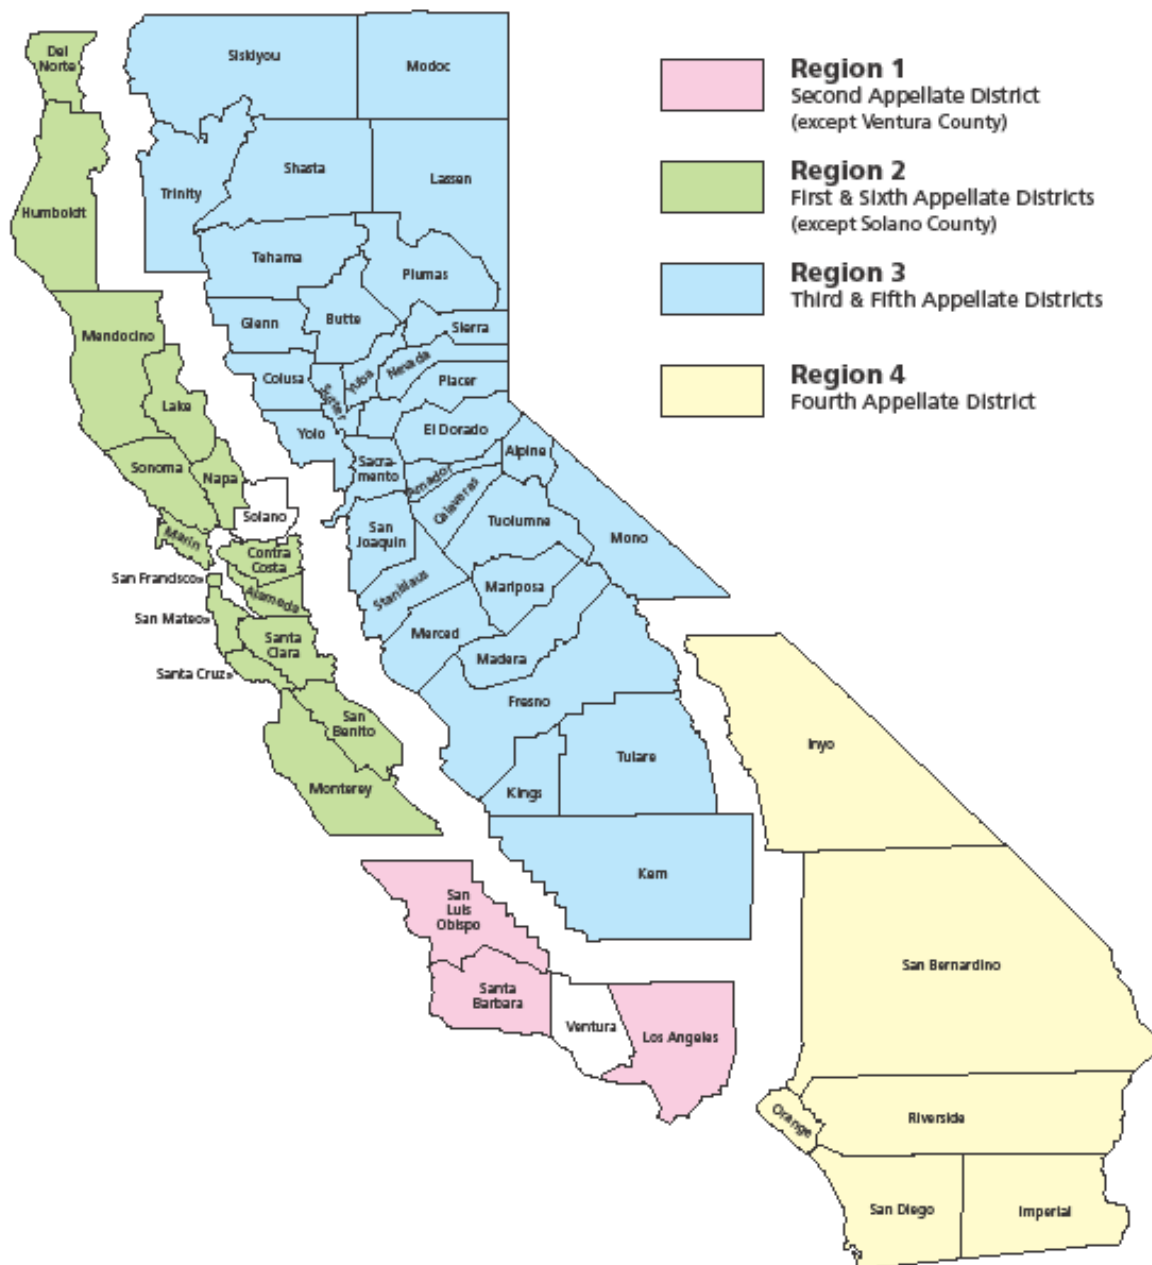 Region 1
Second Appellate District
(except Ventura County)
Region 2
First & Sixth Appellate Districts
(except Solano County)
Region 3
Third & Fifth Appellate Districts
Region 4
Fourth Appellate District
Del
Norte
Siskiyou
Modoc
Humboldt
Trinity
Shasta
Lassen
Tehama
Plumas
Mendocino
Glenn
Butte
Sierra
Lake
Colusa
Sutter
Yuba
Nevada
Placer
Yolo
El Dorado
Sonoma
Napa
Sacra-
mento
Amador
Alpine
Calaveras
Solano
Marin
San
Joaquin
Tuolumne
Mono
Contra
Costa
San Francisco
Alameda
Stanislaus
Mariposa
San Mateo
Santa
Clara
Merced
Madera
Santa Cruz
Fresno
San
Benito
Monterey
Kings
Tulare
Inyo
Kern
San
Luis
Obispo
San Bernardino
Santa
Barbara
Ventura
Los Angeles
Orange
Riverside
San Diego
Imperial